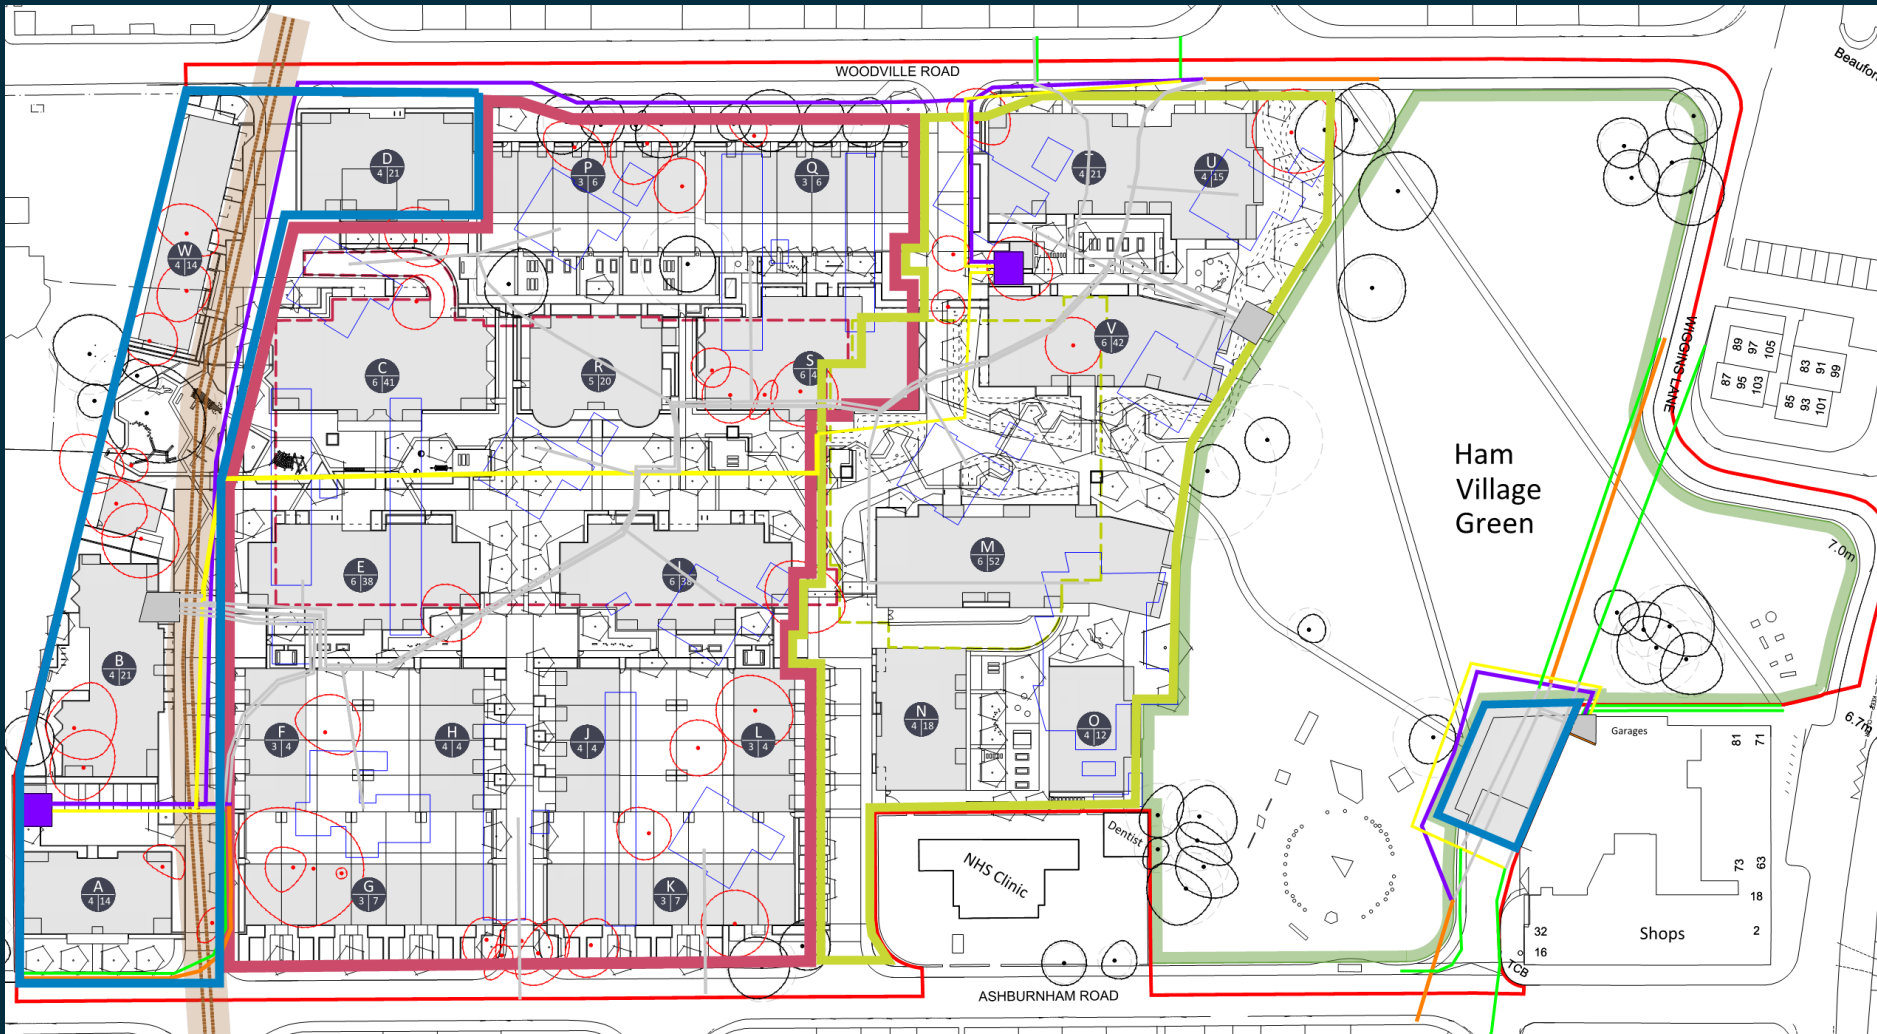 WOODVILLE ROAD
Beaufor
D
4 21
P
3 6
Q
3 6
4 21
U
4 15
W
4 14
C
6 41
R
5 20
S
6 4
V
6 42
WIGGINS LANE
89
97
105
87
95
103
83
91
99
85
93
101
Ham
Village
Green
E
6 38
I
6 38
M
6 52
7.0m
B
4 21
F
3 4
H
4 4
J
4 4
L
3 4
N
4 18
O
4 12
6.7m
Garages
81
71
Dentist
NHS Clinic
A
4 14
G
3 7
K
3 7
73
63
18
32
16
Shops
2
TCB
ASHBURNHAM ROAD